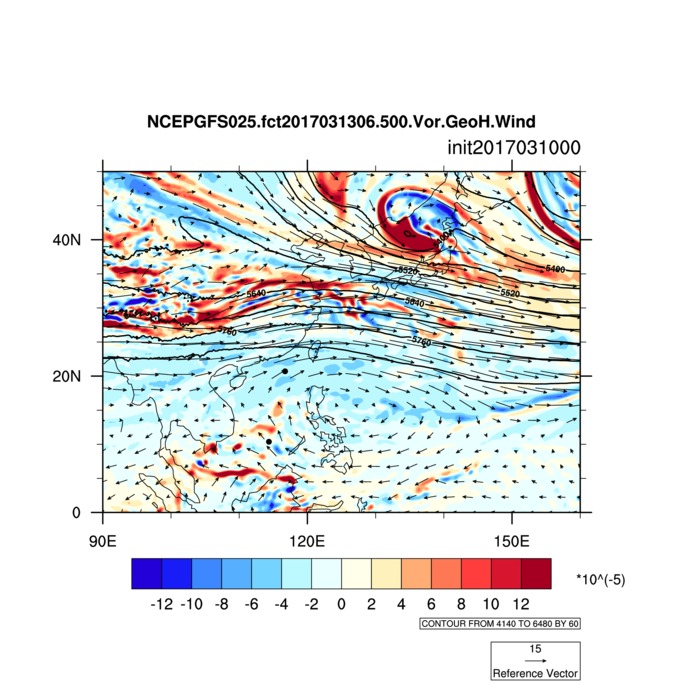 NCEPGFS025.fct2017031306.500.Vor.GeoH.Wind
init2017031000
40N
20N
0
90E 120E 150E
5520
5400
5520
5640
5640
5760
5760
-12 -10 -8 -6 -4 -2 0 2 4 6 8 10 12
*10^(-5)
CONTOUR FROM 4140 TO 6480 BY 60
15
Reference Vector